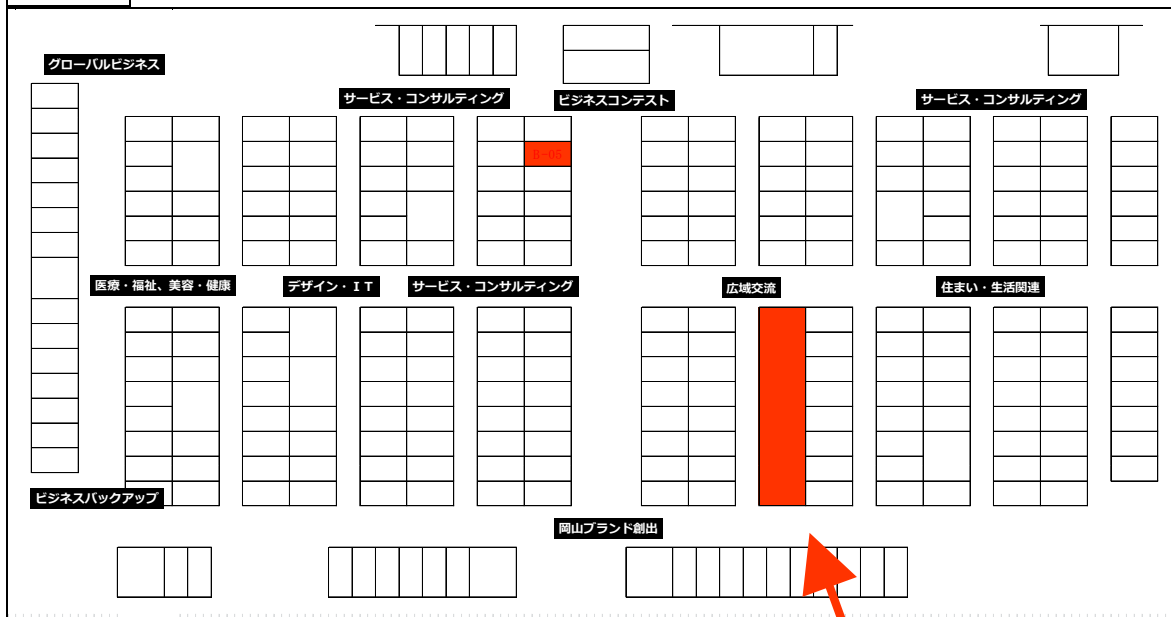 グローバルビジネス
サービス・コンサルティング
ビジネスコンテスト
サービス・コンサルティング
B-05
医療・福祉、美容・健康
デザイン・ＩＴ
サービス・コンサルティング
広域交流
住まい・生活関連
ビジネスバックアップ
岡山ブランド創出